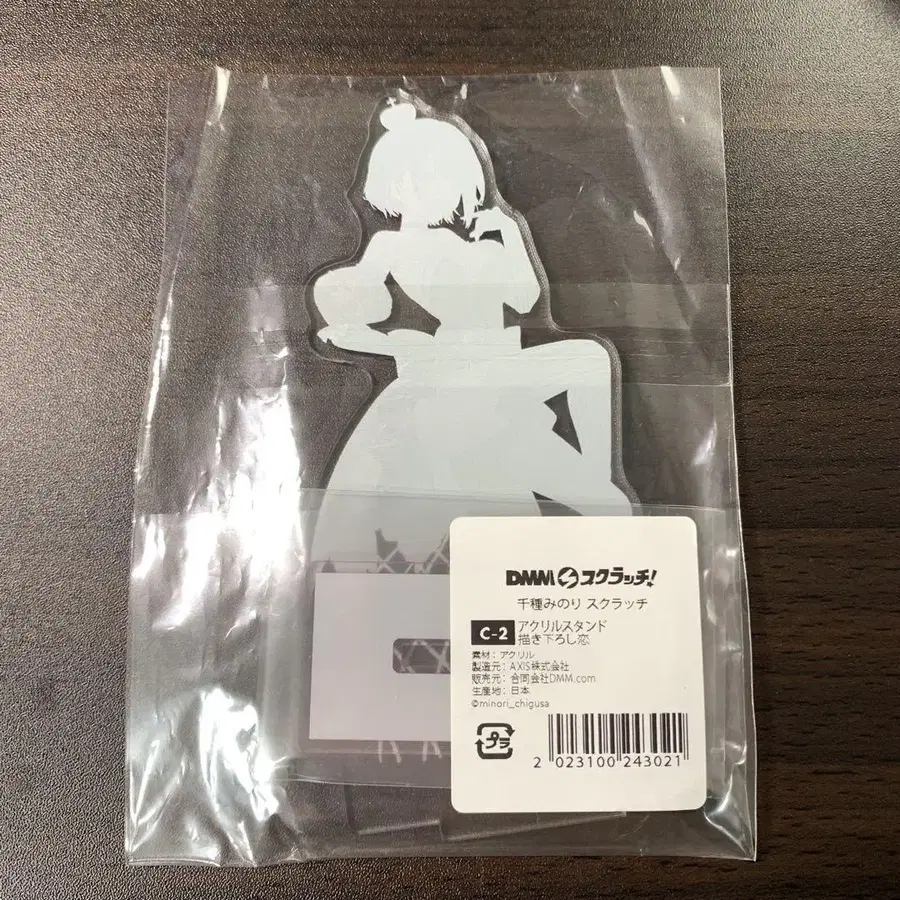 DMMスクラッチ!
千種みのり スクラッチ
C-2 アクリルスタンド
描き下ろし恋
素材：アクリル
製造元：AXIS株式会社
販売元：合同会社DMM.com
生産地：日本
©minori_chigusa
プラ
2 023100 243021